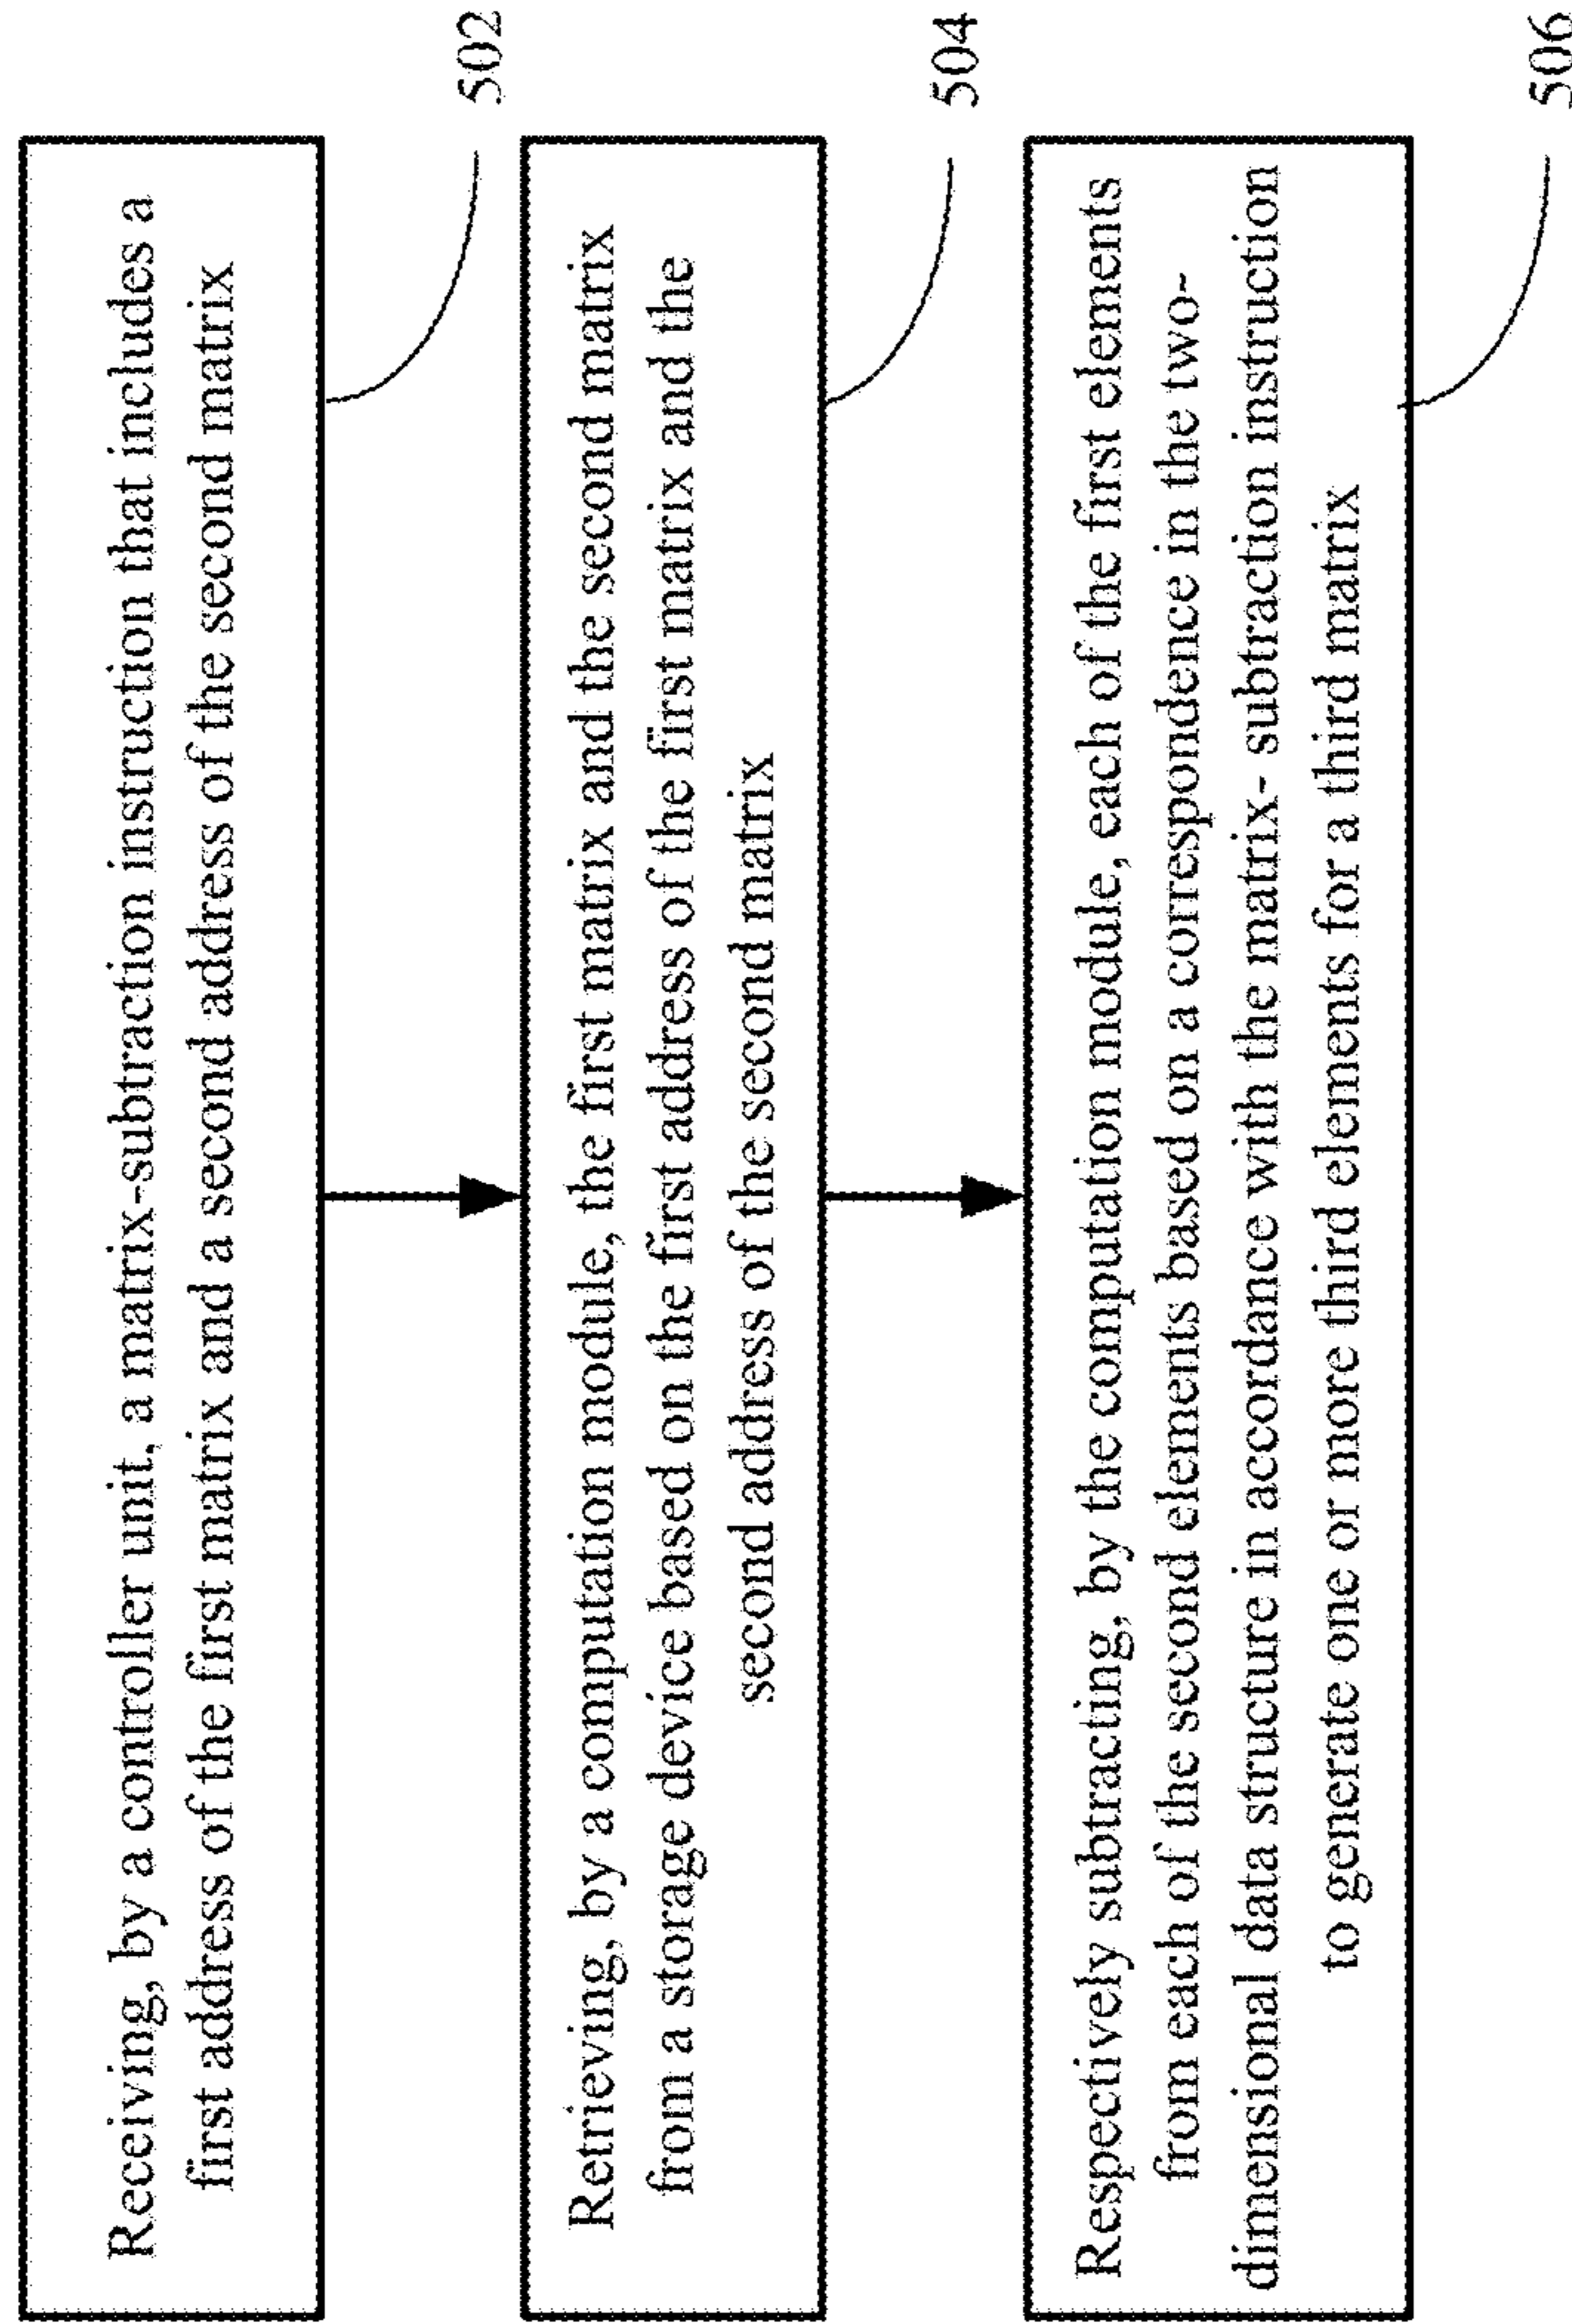 Receiving, by a controller unit, a matrix-subtraction instruction that includes a
first address of the first matrix and a second address of the second matrix
502
Retrieving, by a computation module, the first matrix and the second matrix
from a storage device based on the first address of the first matrix and the
second address of the second matrix
504
Respectively subtracting, by the computation module, each of the first elements
from each of the second elements based on a correspondence in the two-
dimensional data structure in accordance with the matrix- subtraction instruction
to generate one or more third elements for a third matrix
506